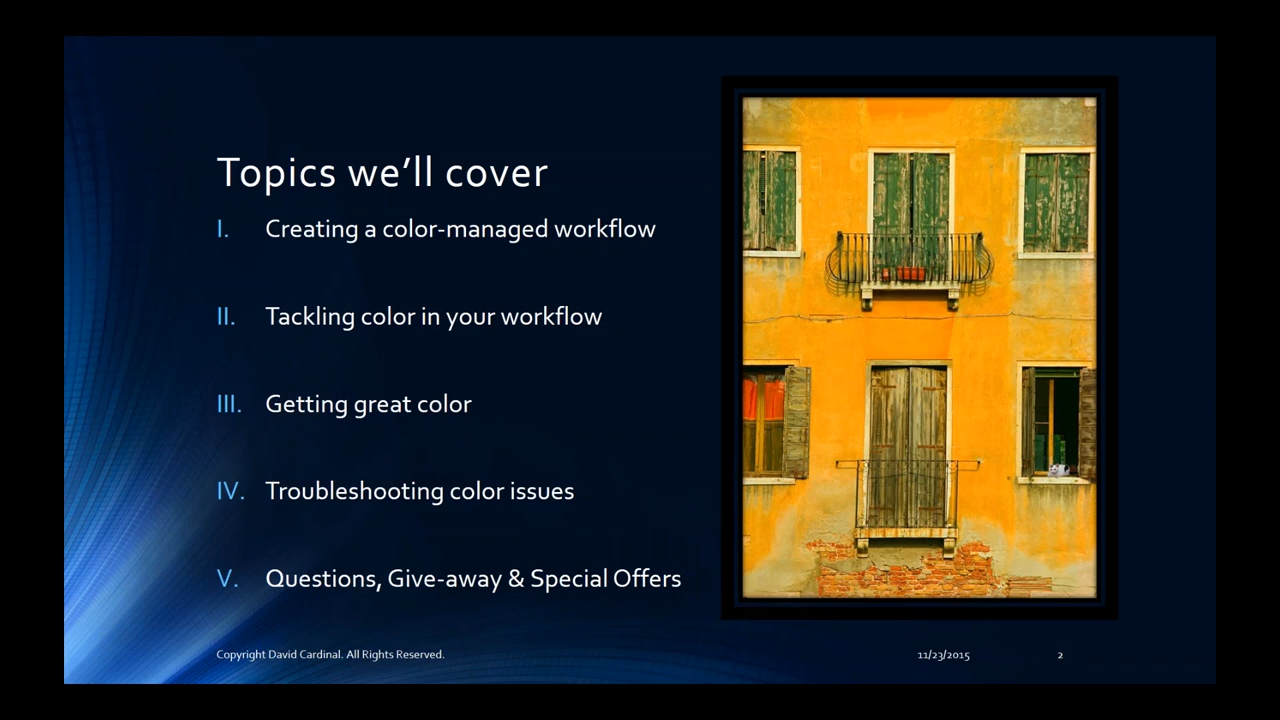 Topics we’ll cover
I. Creating a color-managed workflow
II. Tackling color in your workflow
III. Getting great color
IV. Troubleshooting color issues
V. Questions, Give-away & Special Offers
Copyright David Cardinal. All Rights Reserved. 11/23/2015 2